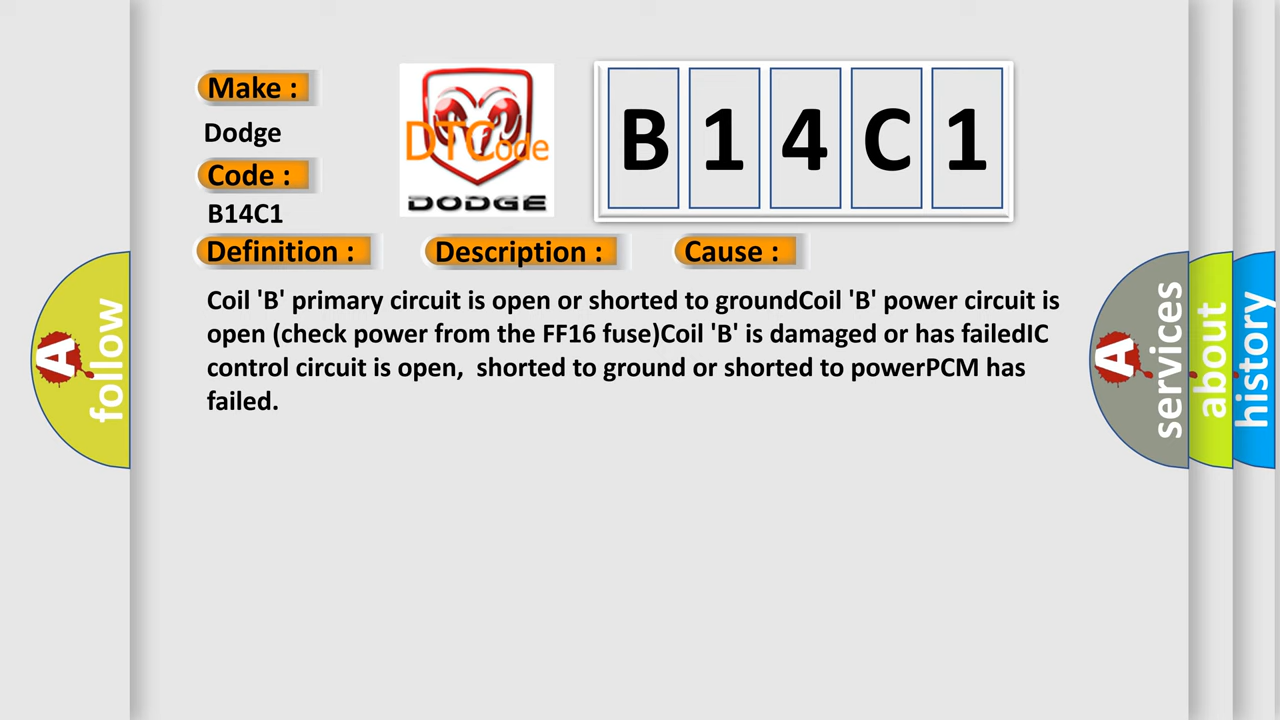 Make :
Dodge
Code :
B14C1
DTCode
DODGE
B 1 4 C 1
Definition :
Description :
Cause :
Coil 'B' primary circuit is open or shorted to groundCoil 'B' power circuit is
open (check power from the FF16 fuse)Coil 'B' is damaged or has failedIC
control circuit is open,  shorted to ground or shorted to powerPCM has
failed.
A follow
A services
about
history